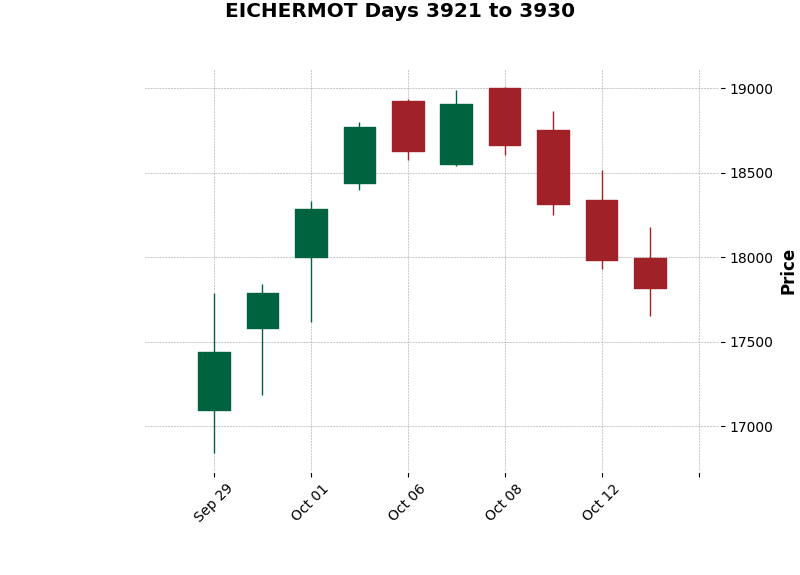 EICHERMOT Days 3921 to 3930
19000
18500
18000
17500
17000
Price
Sep 29
Oct 01
Oct 06
Oct 08
Oct 12